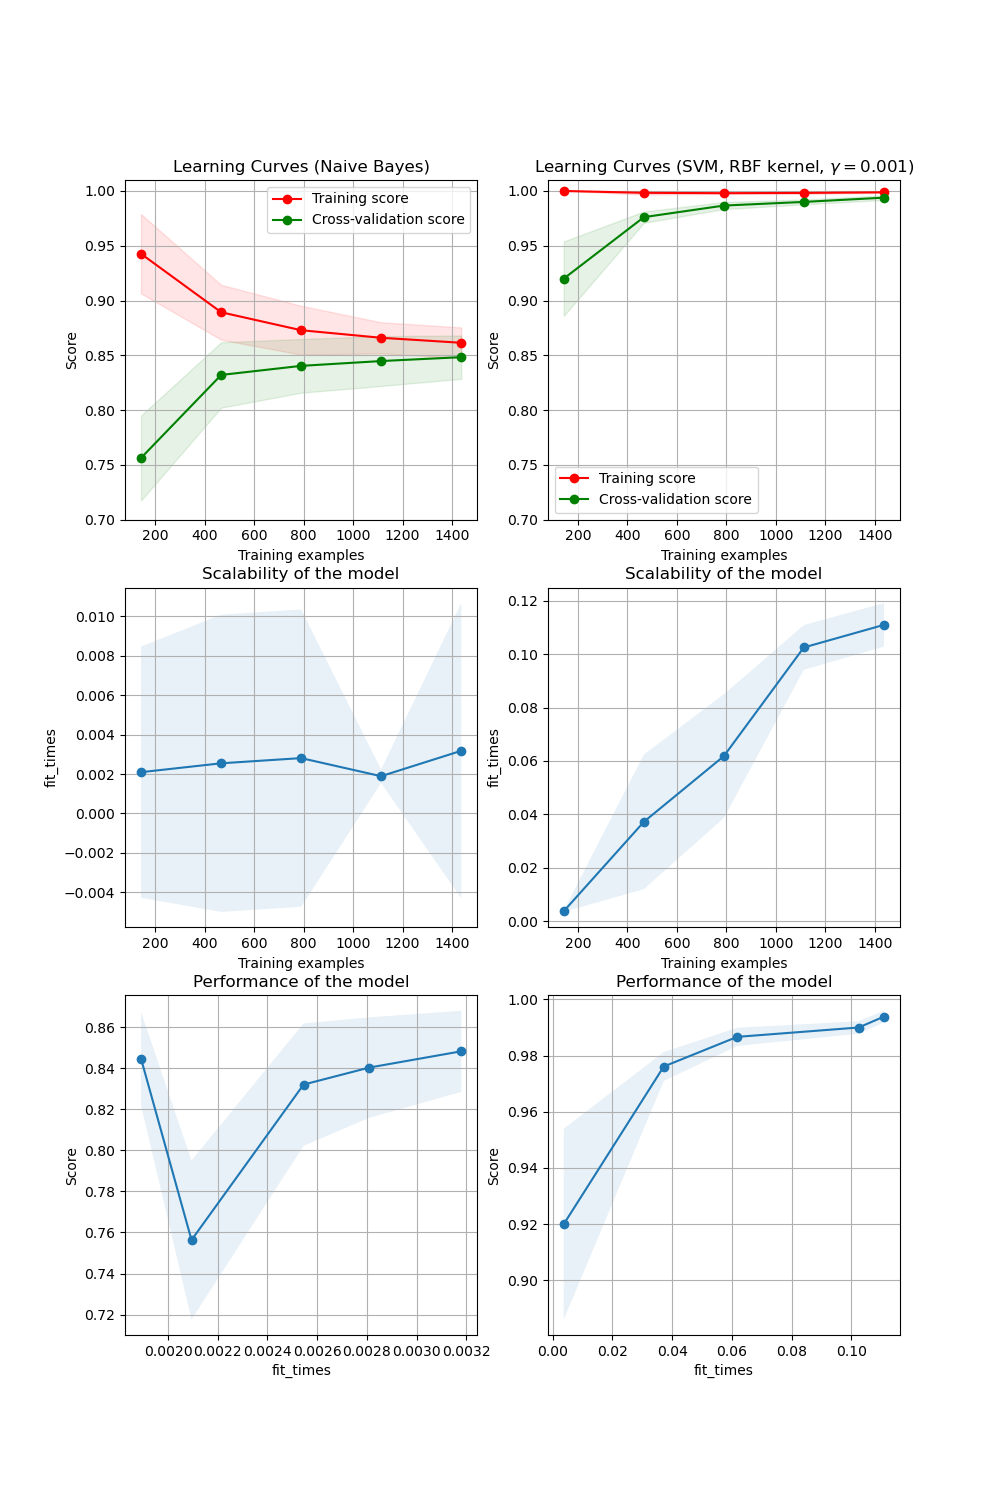 Learning Curves (Naive Bayes)
1.00
0.95
0.90
0.85
0.80
0.75
0.70
Score
Training score
Cross-validation score
200 400 600 800 1000 1200 1400
Training examples
Learning Curves (SVM, RBF kernel, γ = 0.001)
1.00
0.95
0.90
0.85
0.80
0.75
0.70
Score
Training score
Cross-validation score
200 400 600 800 1000 1200 1400
Training examples
Scalability of the model
0.010
0.008
0.006
0.004
0.002
0.000
−0.002
−0.004
fit_times
200 400 600 800 1000 1200 1400
Training examples
Scalability of the model
0.12
0.10
0.08
0.06
0.04
0.02
0.00
fit_times
200 400 600 800 1000 1200 1400
Training examples
Performance of the model
0.86
0.84
0.82
0.80
0.78
0.76
0.74
0.72
Score
0.0020 0.0022 0.0024 0.0026 0.0028 0.0030 0.0032
fit_times
Performance of the model
1.00
0.98
0.96
0.94
0.92
0.90
Score
0.00 0.02 0.04 0.06 0.08 0.10
fit_times